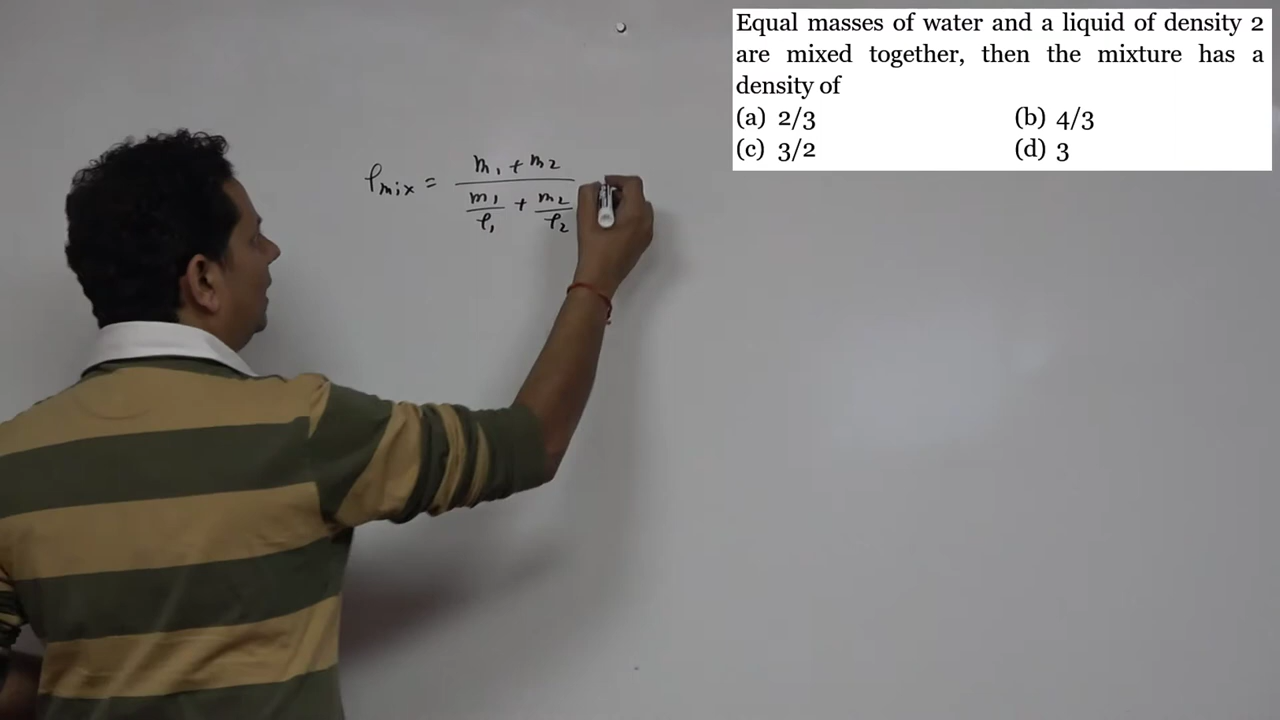 Equal masses of water and a liquid of density 2
are mixed together, then the mixture has a
density of
(a) 2/3 (b) 4/3
(c) 3/2 (d) 3
ρmix = m1 + m2
m1 + m2
ρ1 ρ2